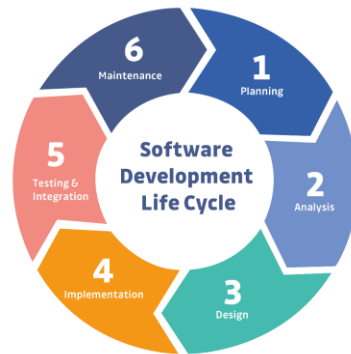 Software
Development
Life Cycle
1
Planning
2
Analysis
3
Design
4
Implementation
5
Testing &
Integration
6
Maintenance